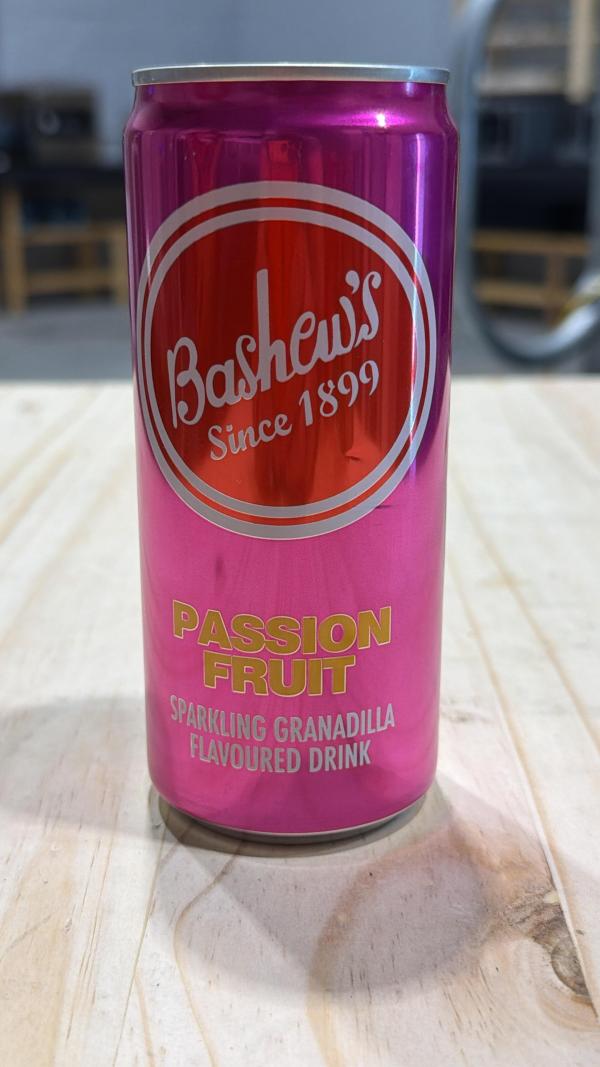 Bashew's
Since 1899
PASSION
FRUIT
SPARKLING GRANADILLA
FLAVOURED DRINK